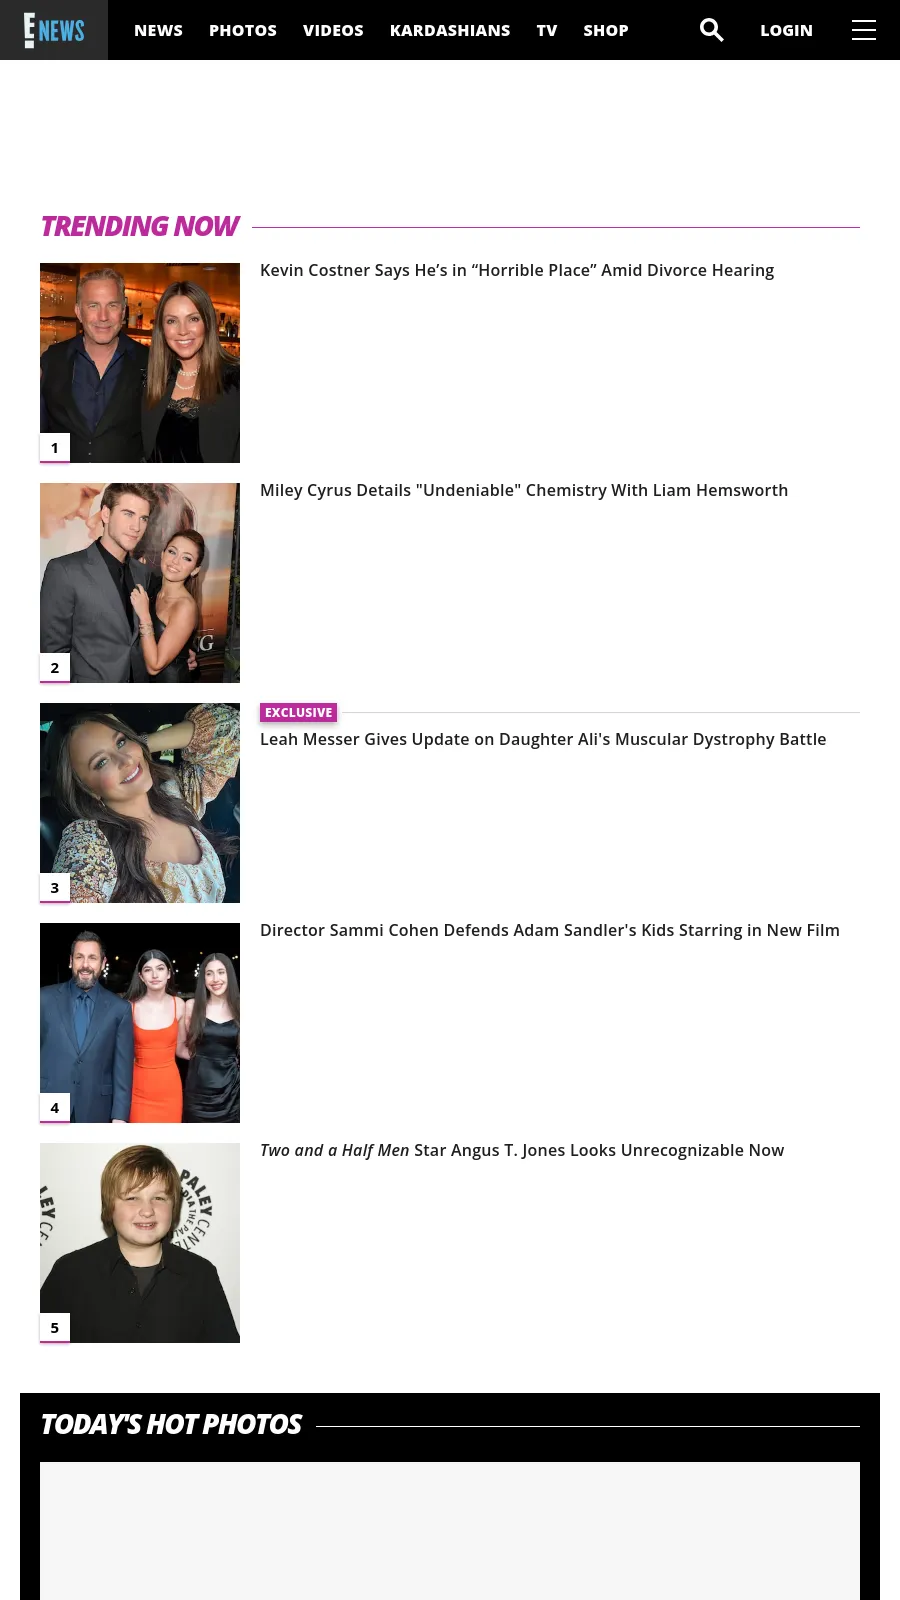 E! NEWS
NEWS PHOTOS VIDEOS KARDASHIANS TV SHOP LOGIN
TRENDING NOW
Kevin Costner Says He’s in “Horrible Place” Amid Divorce Hearing
1
Miley Cyrus Details "Undeniable" Chemistry With Liam Hemsworth
G
2
EXCLUSIVE
Leah Messer Gives Update on Daughter Ali's Muscular Dystrophy Battle
3
Director Sammi Cohen Defends Adam Sandler's Kids Starring in New Film
4
Two and a Half Men Star Angus T. Jones Looks Unrecognizable Now
PALEY CENTE
5
TODAY'S HOT PHOTOS